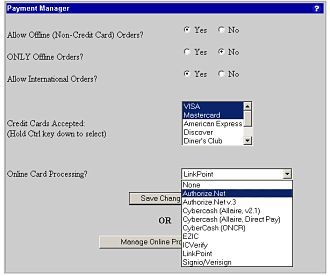 Payment Manager ?
Allow Offline (Non-Credit Card) Orders? Yes No
ONLY Offline Orders? Yes No
Allow International Orders? Yes No
VISA
Mastercard
American Express
Credit Cards Accepted:
Discover
(Hold Ctrl key down to select)
Diner's Club
Online Card Processing? LinkPoint
None
Authorize.Net
Save Chang
Authorize.Net v.3
Cybercash (Allaire, v2.1)
OR
Cybercash (Allaire, Direct Pay)
CyberCash (ONCR)
EZIC
Manage Online Pro
ICVerify
LinkPoint
Signio/Verisign